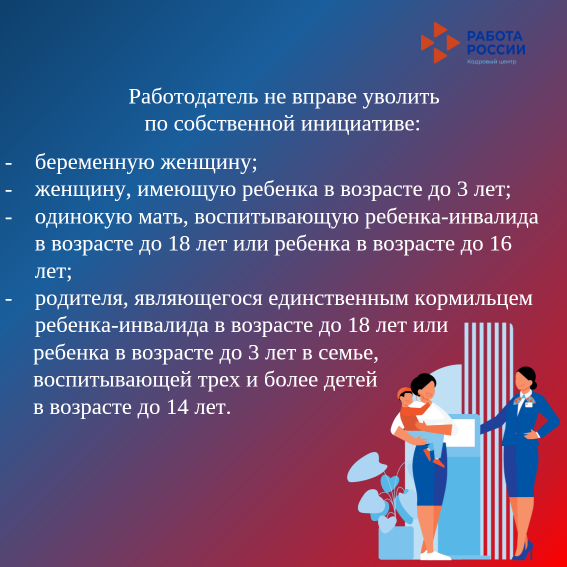 РАБОТА
РОССИИ
Кадровый центр
Работодатель не вправе уволить
по собственной инициативе:
- беременную женщину;
- женщину, имеющую ребенка в возрасте до 3 лет;
- одинокую мать, воспитывающую ребенка-инвалида
в возрасте до 18 лет или ребенка в возрасте до 16
лет;
- родителя, являющегося единственным кормильцем
ребенка-инвалида в возрасте до 18 лет или
ребенка в возрасте до 3 лет в семье,
воспитывающей трех и более детей
в возрасте до 14 лет.